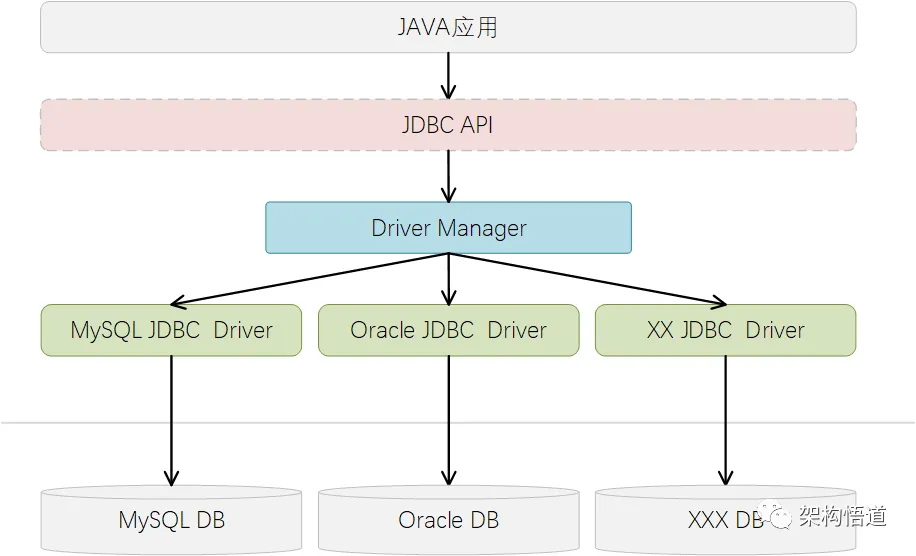 JAVA应用
JDBC API
Driver Manager
MySQL JDBC  Driver
Oracle JDBC  Driver
XX JDBC  Driver
MySQL DB
Oracle DB
XXX DB
架构悟道